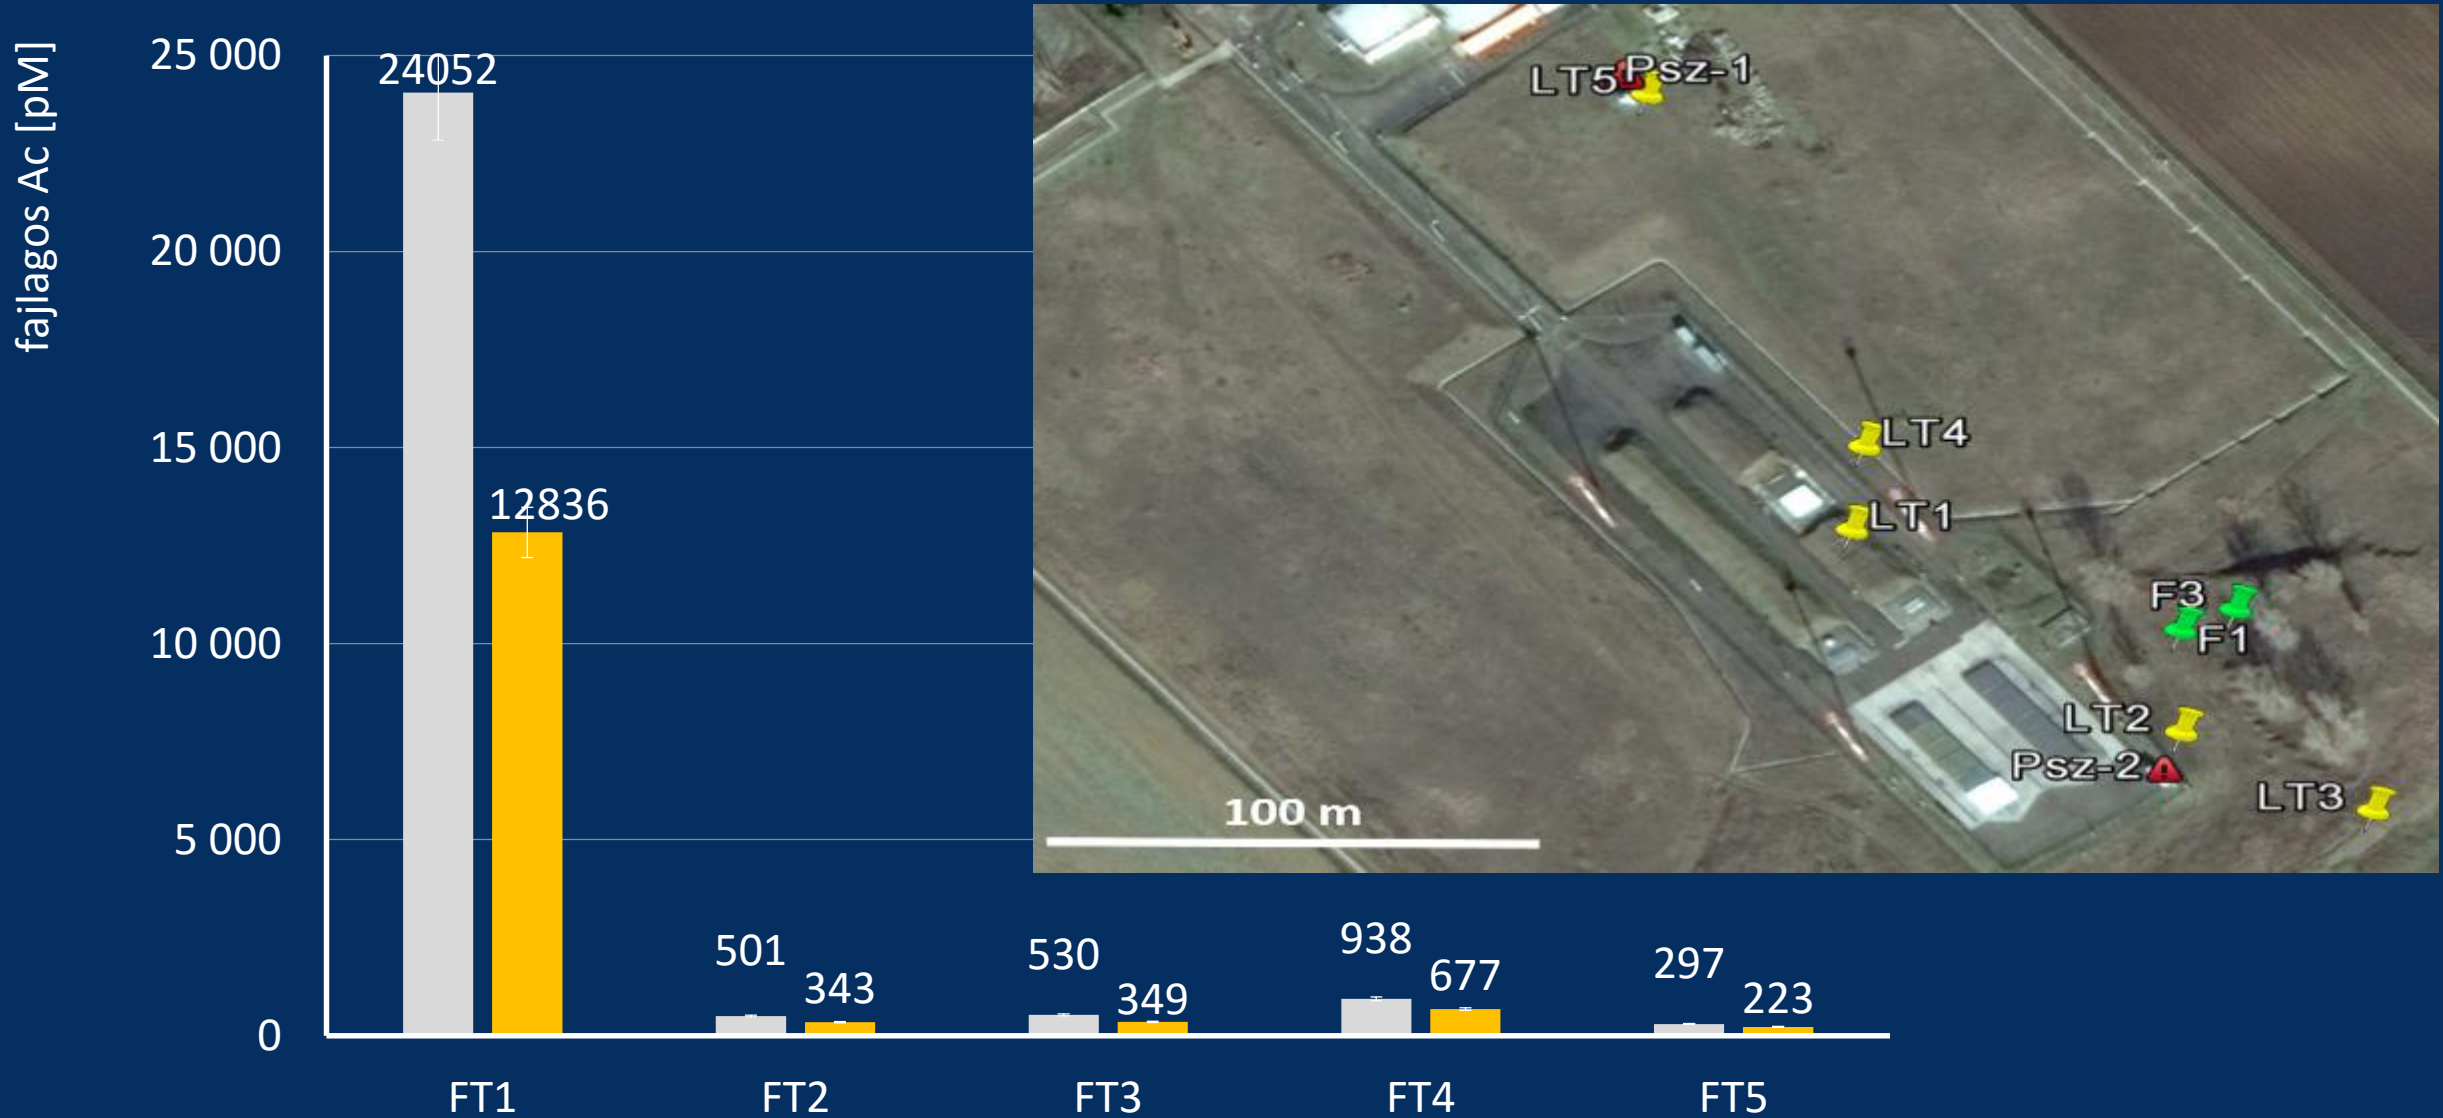 fajlagos Ac [pM]
25 000
20 000
15 000
10 000
5 000
0
24052
12836
501
343
530
349
938
677
297
223
FT1
FT2
FT3
FT4
FT5
LT5
Psz-1
LT4
LT1
F3
F1
LT2
Psz-2
LT3
100 m